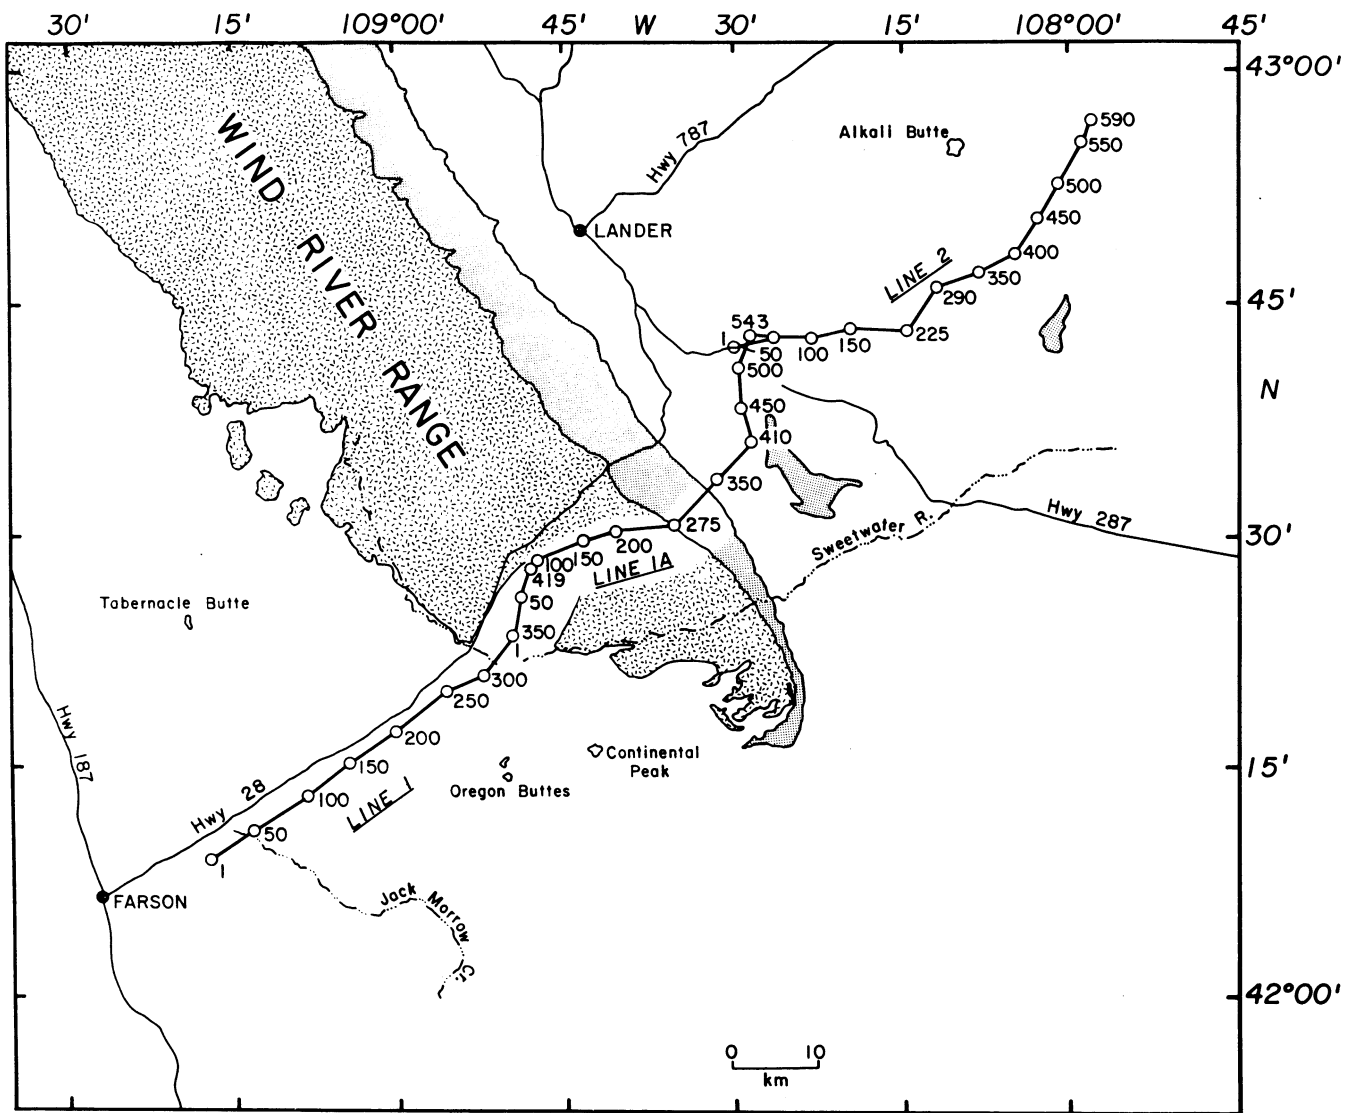 30'
15'
109°00'
45'
W
30'
15'
108°00'
45'
43°00'
45'
N
30'
15'
42°00'
WIND RIVER RANGE
Hwy 787
LANDER
Alkali Butte
590
550
500
450
400
350
290
LINE 2
225
150
100
50
1
543
500
450
410
350
275
200
150
100
LINE 1A
419
50
350
1
300
250
200
150
100
50
1
LINE 1
Sweetwater R.
Hwy 287
Tabernacle Butte
Hwy 187
Hwy 28
Continental
Peak
Oregon Buttes
FARSON
Jack Morrow Cr.
0 10
km